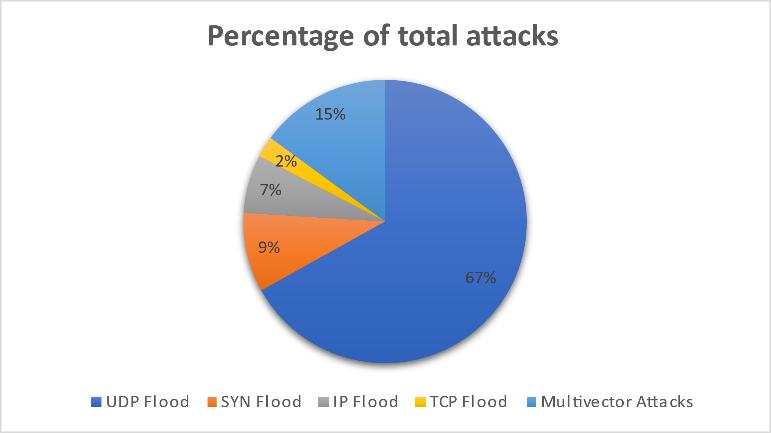 Percentage of total attacks
15%
2%
7%
9%
67%
UDP Flood SYN Flood IP Flood TCP Flood Multivector Attacks